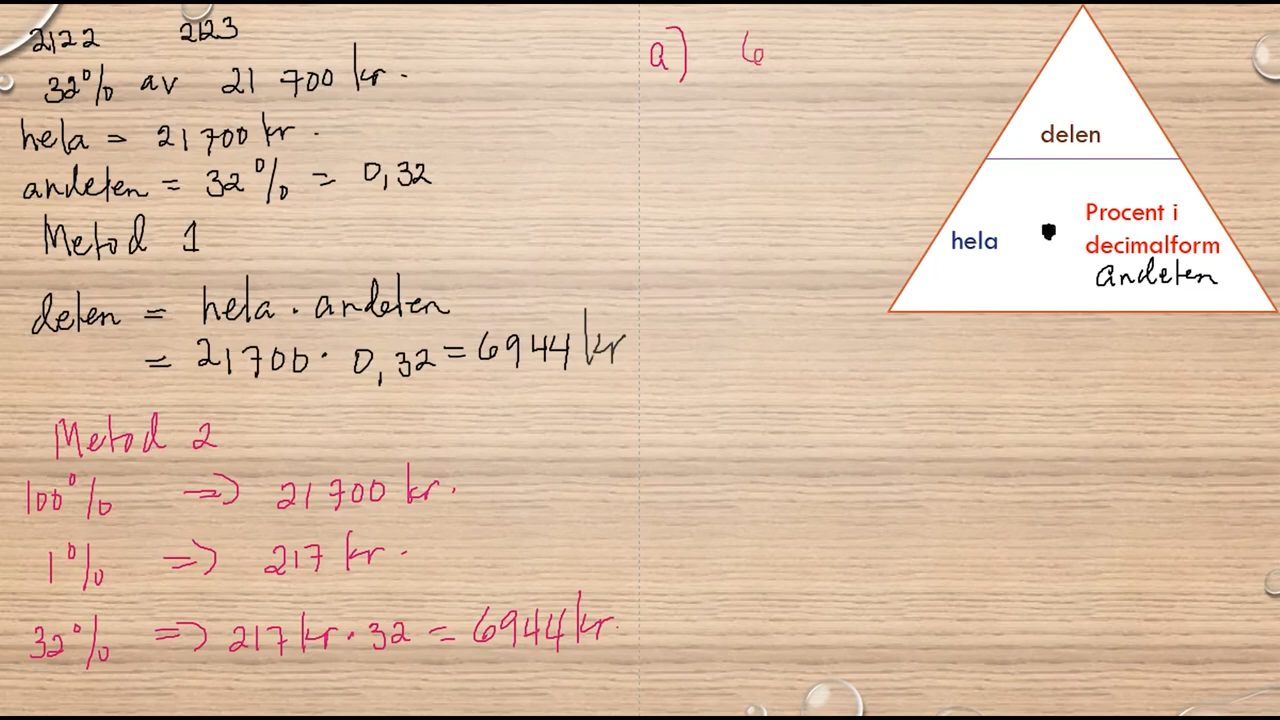 2122 2123
32% av 21 700 kr.
hela = 21700 kr.
andelen = 32% = 0,32
Metod 1
delen = hela . andelen
= 21700 . 0,32 = 6944 kr
Metod 2
100% => 21 700 kr.
1% => 217 kr.
32% => 217 kr . 32 = 6944 kr.
a) 6
delen
hela
Procent i
decimalform
andelen